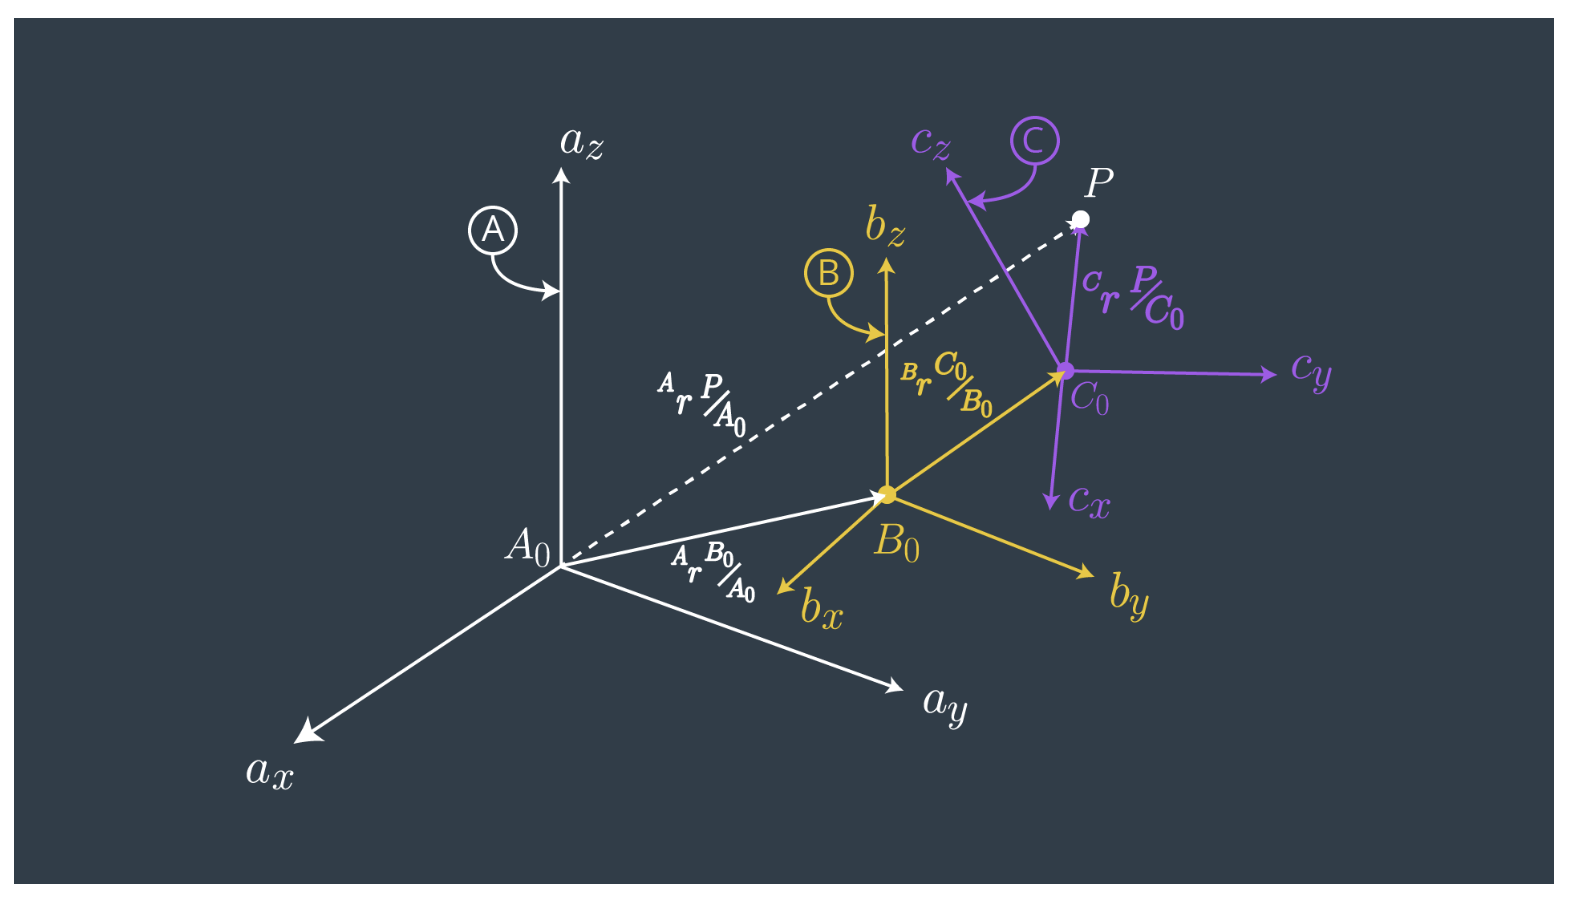 a_z
A
A_0
a_x
a_y
^A r ^P/A_0
^A r ^B_0/A_0
b_z
B
B_0
b_x
b_y
^B r ^C_0/B_0
c_z
C
P
^C r ^P/C_0
C_0
c_y
c_x